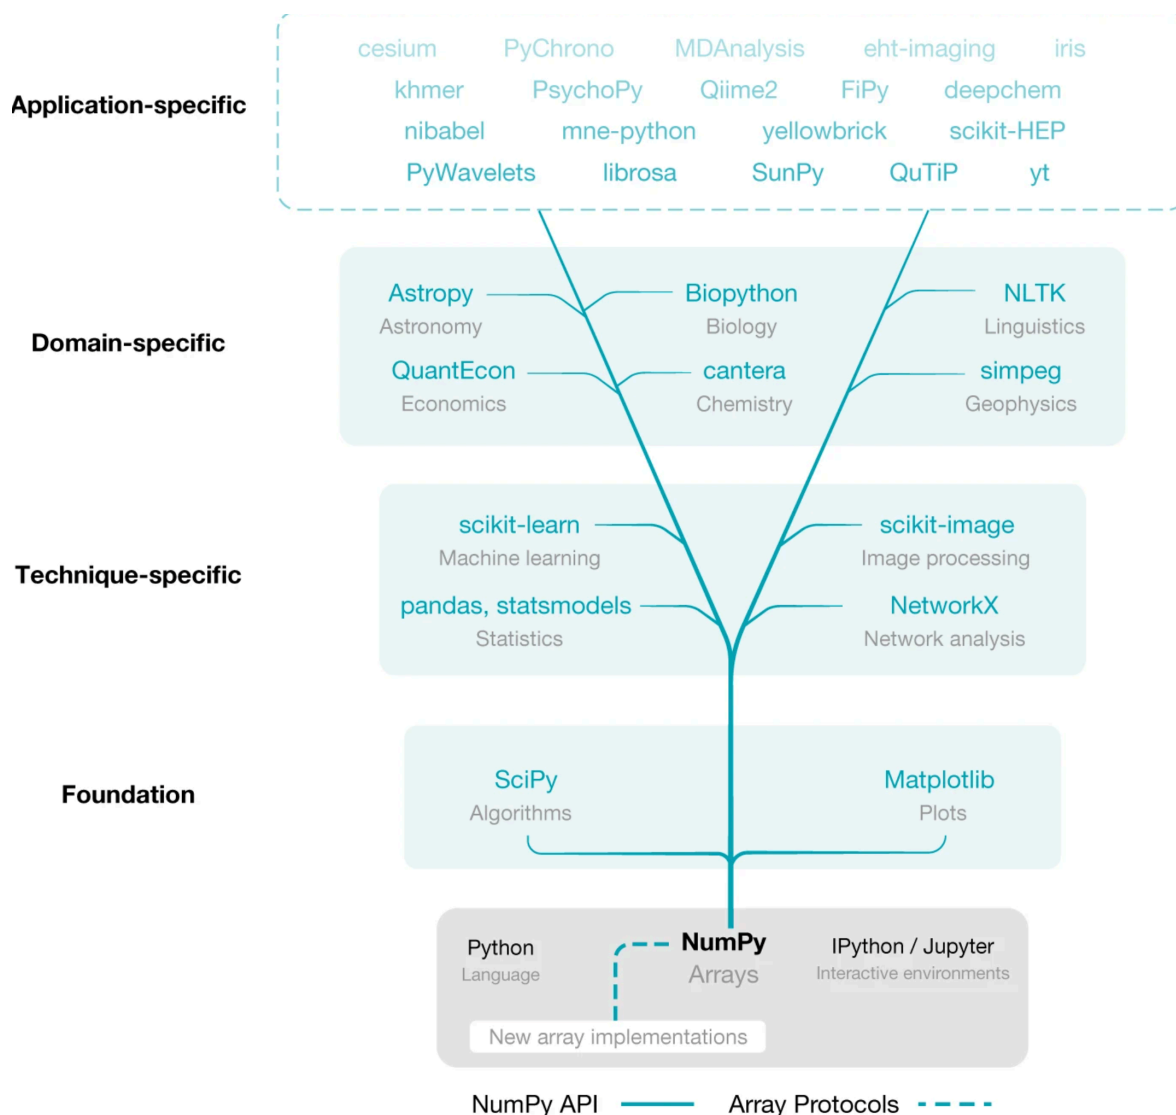 cesium PyChrono MDAnalysis eht-imaging iris
Application-specific
khmer PsychoPy Qiime2 FiPy deepchem
nibabel mne-python yellowbrick scikit-HEP
PyWavelets librosa SunPy QuTiP yt
Astropy Biopython NLTK
Astronomy Biology Linguistics
Domain-specific
QuantEcon cantera simpeg
Economics Chemistry Geophysics
scikit-learn scikit-image
Machine learning Image processing
Technique-specific
pandas, statsmodels NetworkX
Statistics Network analysis
SciPy Matplotlib
Foundation
Algorithms Plots
Python NumPy IPython / Jupyter
Language Arrays Interactive environments
New array implementations
NumPy API Array Protocols